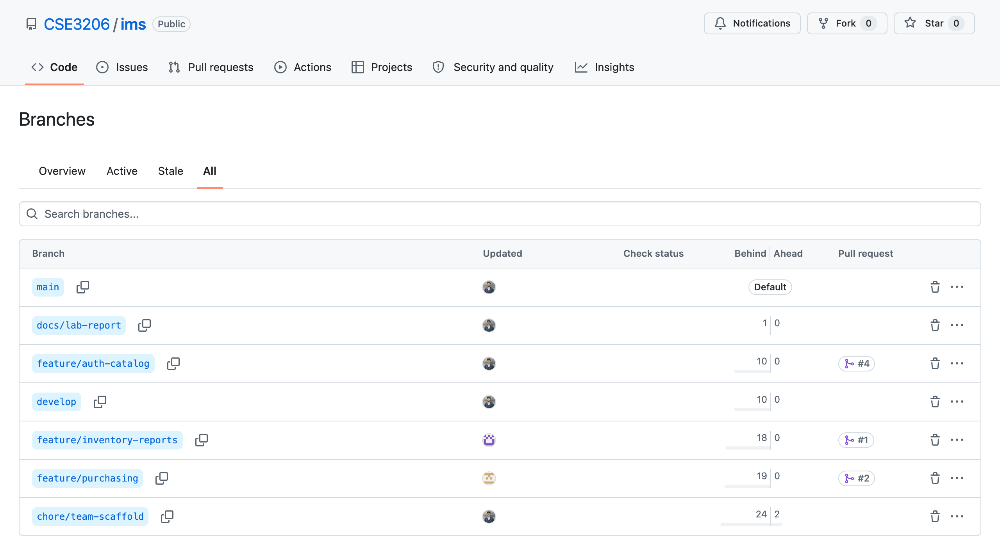 CSE3206 / ims Public Notifications Fork 0 Star 0
Code Issues Pull requests Actions Projects Security and quality Insights
Branches
Overview Active Stale All
Search branches...
Branch Updated Check status Behind Ahead Pull request
main Default
docs/lab-report 1 0
feature/auth-catalog 10 0 #4
develop 10 0
feature/inventory-reports 18 0 #1
feature/purchasing 19 0 #2
chore/team-scaffold 24 2